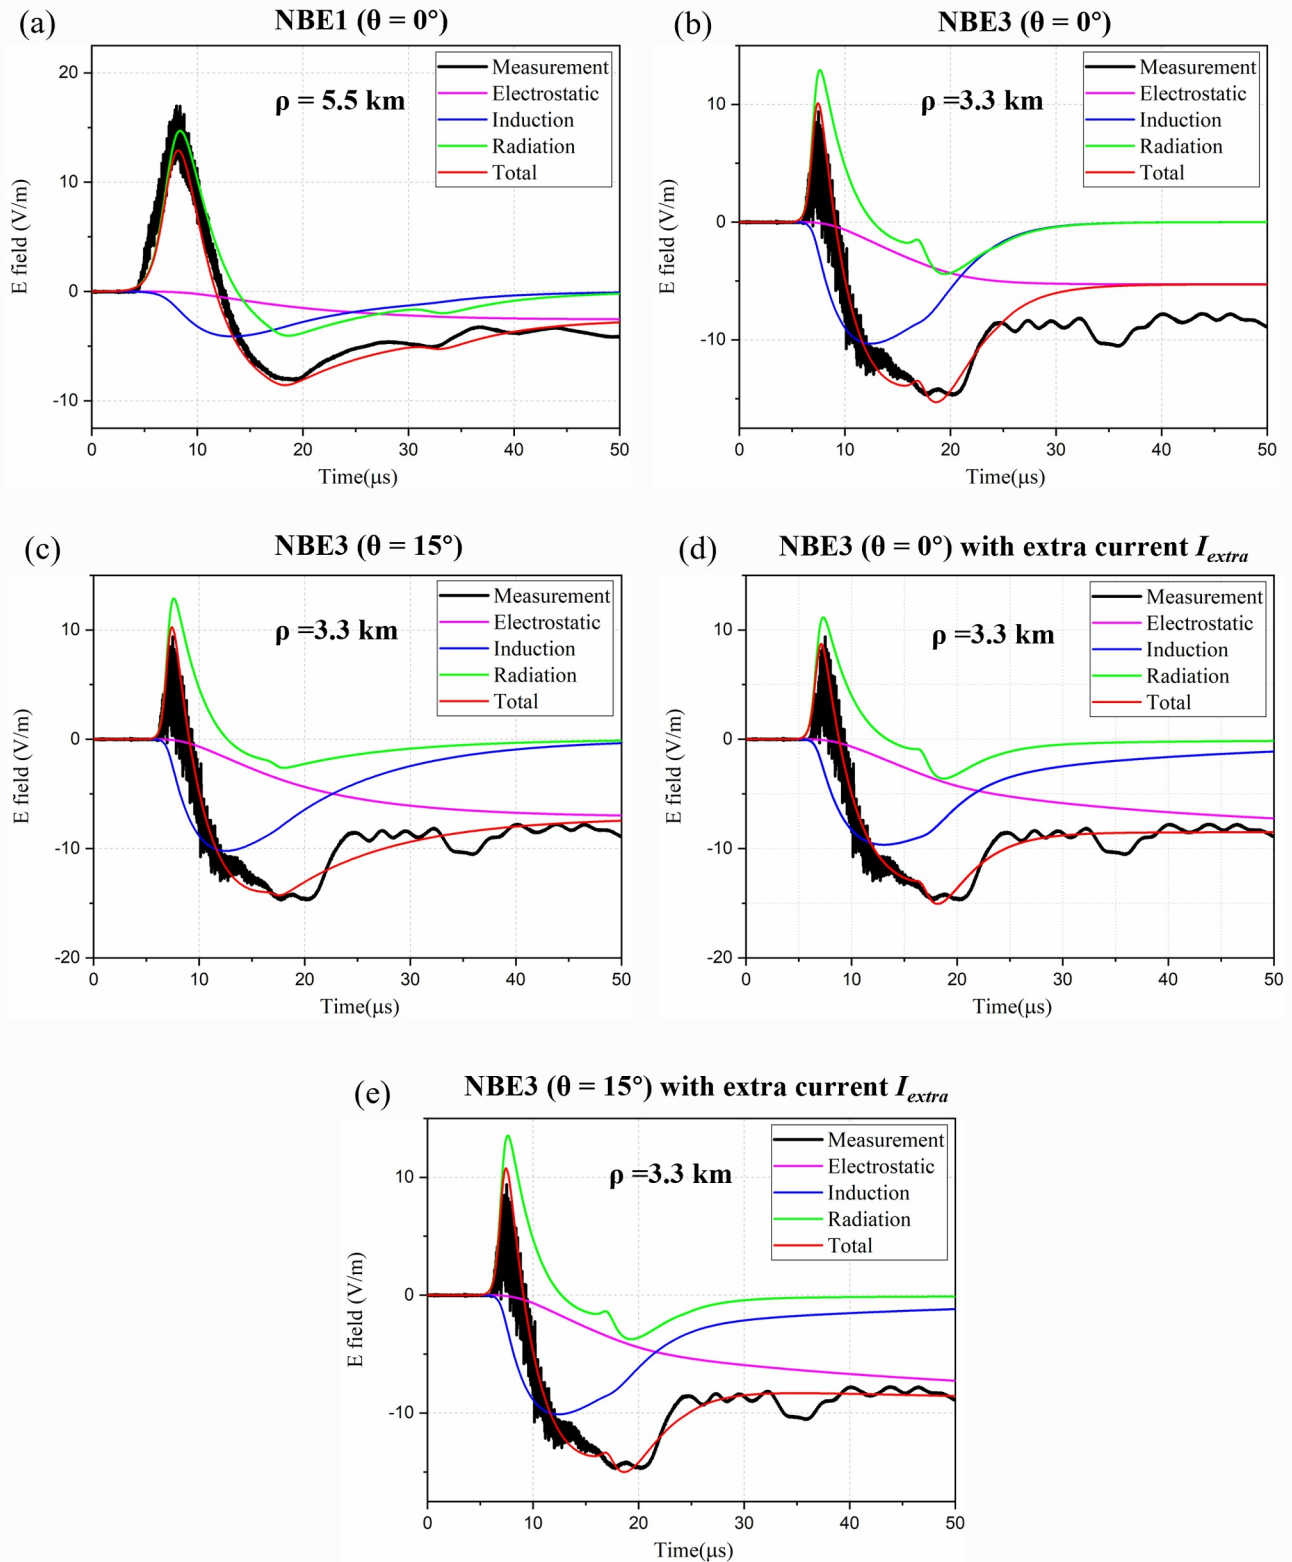 (a)
NBE1 (θ = 0°)
ρ = 5.5 km
Measurement
Electrostatic
Induction
Radiation
Total
E field (V/m)
20
10
0
-10
0
10
20
30
40
50
Time(μs)
(b)
NBE3 (θ = 0°)
ρ =3.3 km
Measurement
Electrostatic
Induction
Radiation
Total
E field (V/m)
10
0
-10
0
10
20
30
40
50
Time(μs)
(c)
NBE3 (θ = 15°)
ρ =3.3 km
Measurement
Electrostatic
Induction
Radiation
Total
E field (V/m)
10
0
-10
-20
0
10
20
30
40
50
Time(μs)
(d)
NBE3 (θ = 0°) with extra current Iextra
ρ =3.3 km
Measurement
Electrostatic
Induction
Radiation
Total
E field (V/m)
10
0
-10
-20
0
10
20
30
40
50
Time(μs)
(e)
NBE3 (θ = 15°) with extra current Iextra
ρ =3.3 km
Measurement
Electrostatic
Induction
Radiation
Total
E field (V/m)
10
0
-10
0
10
20
30
40
50
Time(μs)